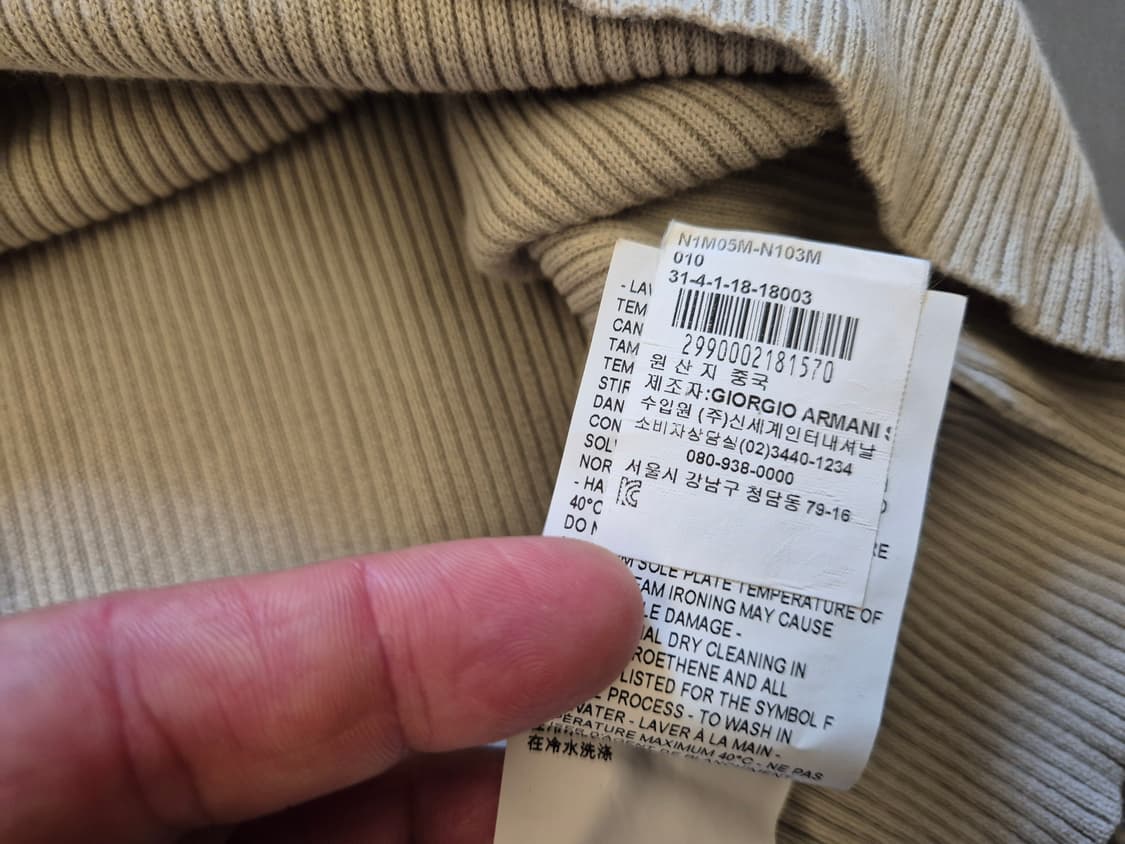 N1M05M-N103M
010
31-4-1-18-18003
2990002181570
원 산 지 중국
제조자:GIORGIO ARMANI S
수입원 (주)신세계인터내셔날
소비자상담실(02)3440-1234
080-938-0000
서울시 강남구 청담동 79-16
- LAV
TEM
CAN
TAM
TEM
STIR
DAN
CON
SOL
NOR
- HA
40°C
DO N
RE
M SOLE PLATE TEMPERATURE OF
EAM IRONING MAY CAUSE
LE DAMAGE -
AL DRY CLEANING IN
ROETHENE AND ALL
LISTED FOR THE SYMBOL F
PROCESS - TO WASH IN
WATER - LAVER À LA MAIN -
PÉRATURE MAXIMUM 40°C - NE PAS
在冷水洗涤